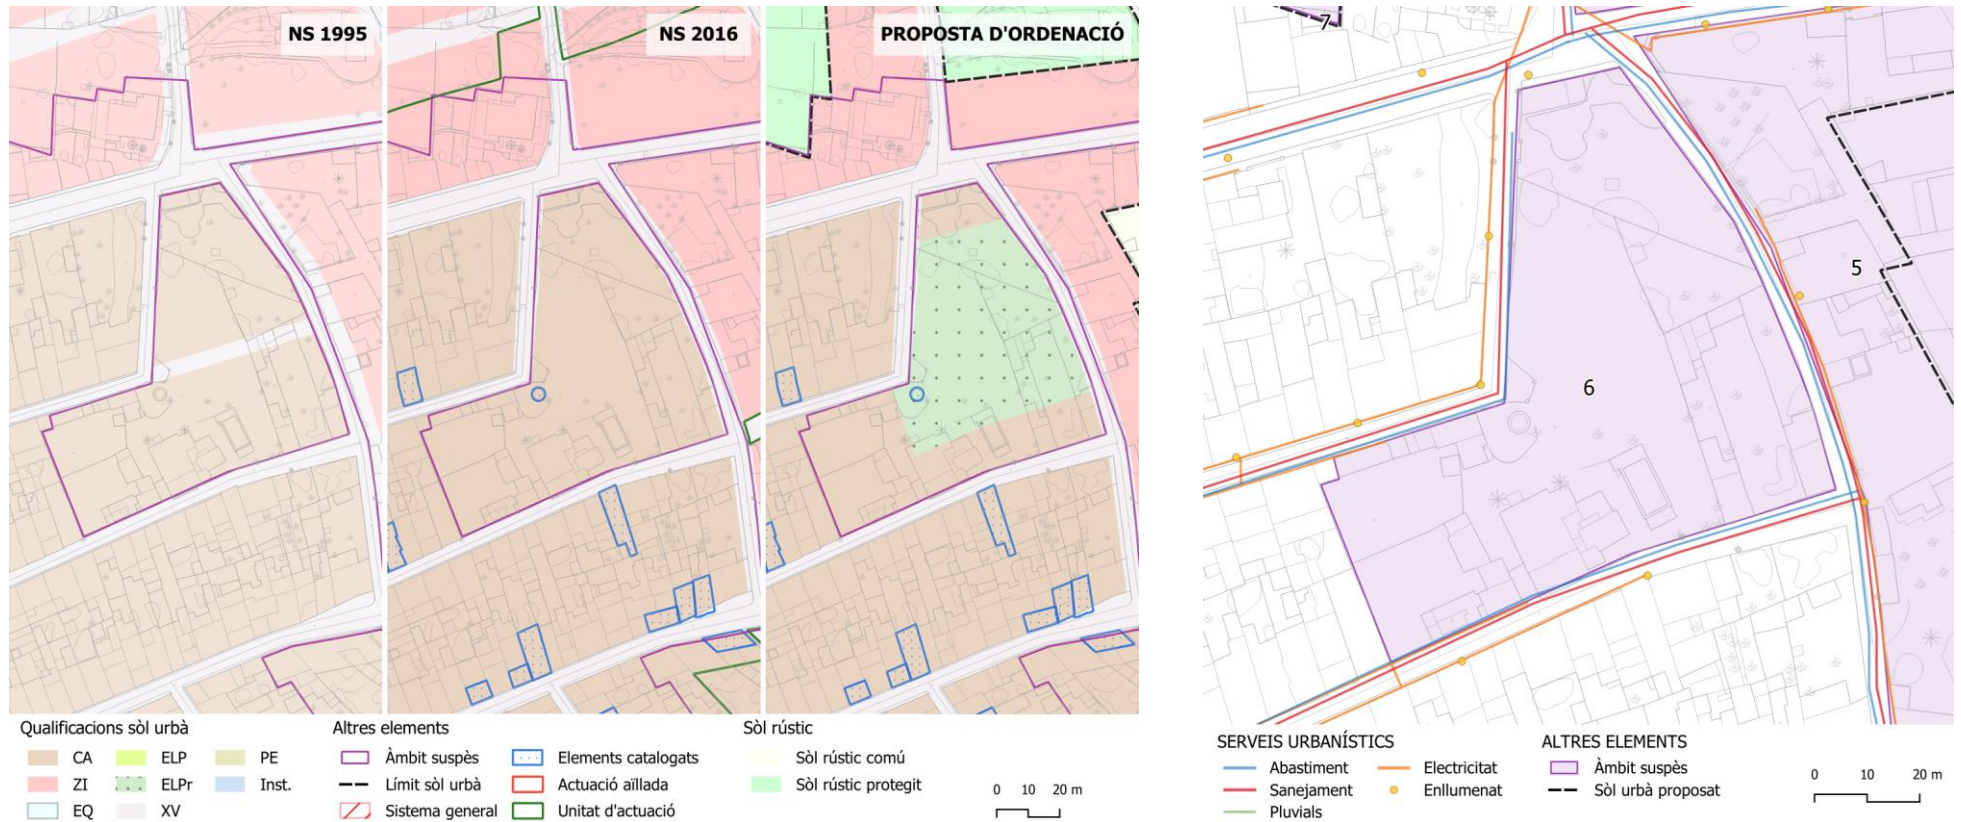 NS 1995
NS 2016
PROPOSTA D'ORDENACIÓ
7
5
6
Qualificacions sòl urbà
CA
ELP
PE
ZI
ELPr
Inst.
EQ
XV
Altres elements
Àmbit suspès
Elements catalogats
Límit sòl urbà
Actuació aïllada
Sistema general
Unitat d'actuació
Sòl rústic
Sòl rústic comú
Sòl rústic protegit
0 10 20 m
SERVEIS URBANÍSTICS
Abastiment
Electricitat
Sanejament
Enllumenat
Pluvials
ALTRES ELEMENTS
Àmbit suspès
Sòl urbà proposat
0 10 20 m